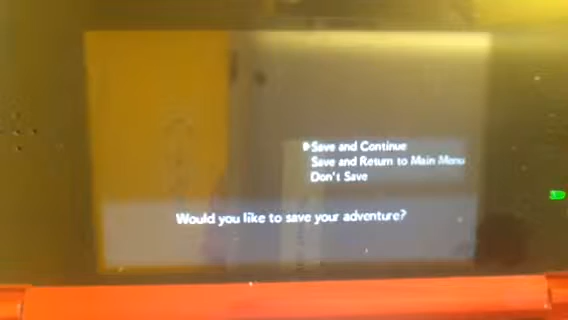 Save and Continue
Save and Return to Main Menu
Don't Save
Would you like to save your adventure?